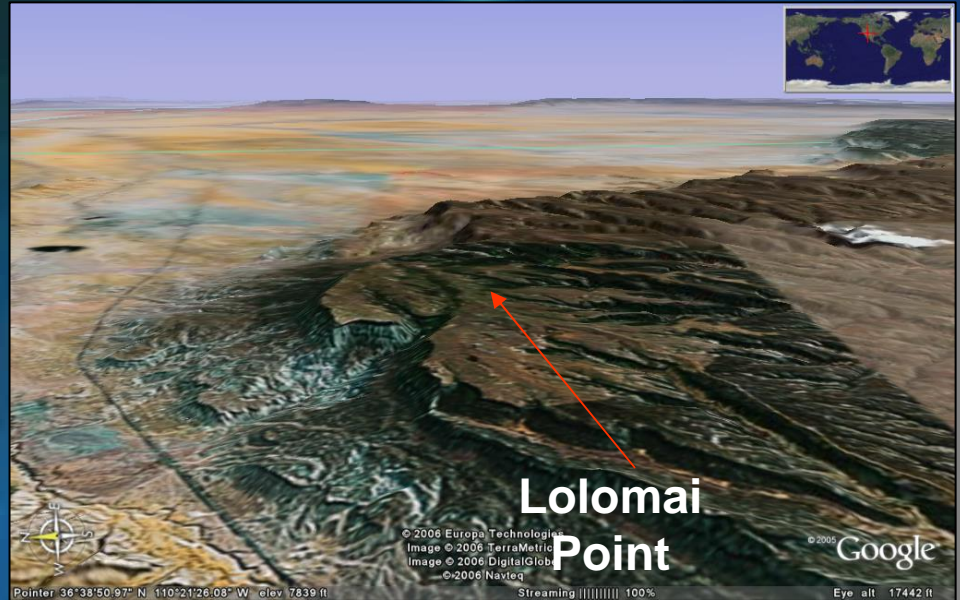 Lolomai
Point
N
E
S
W
© 2006 Europa Technologies
Image © 2006 TerraMetrics
Image © 2006 DigitalGlobe
© 2006 Navteq
© 2005 Google
Pointer 36°38'50.97" N 110°21'26.08" W elev 7839 ft
Streaming |||||||||| 100%
Eye alt 17442 ft